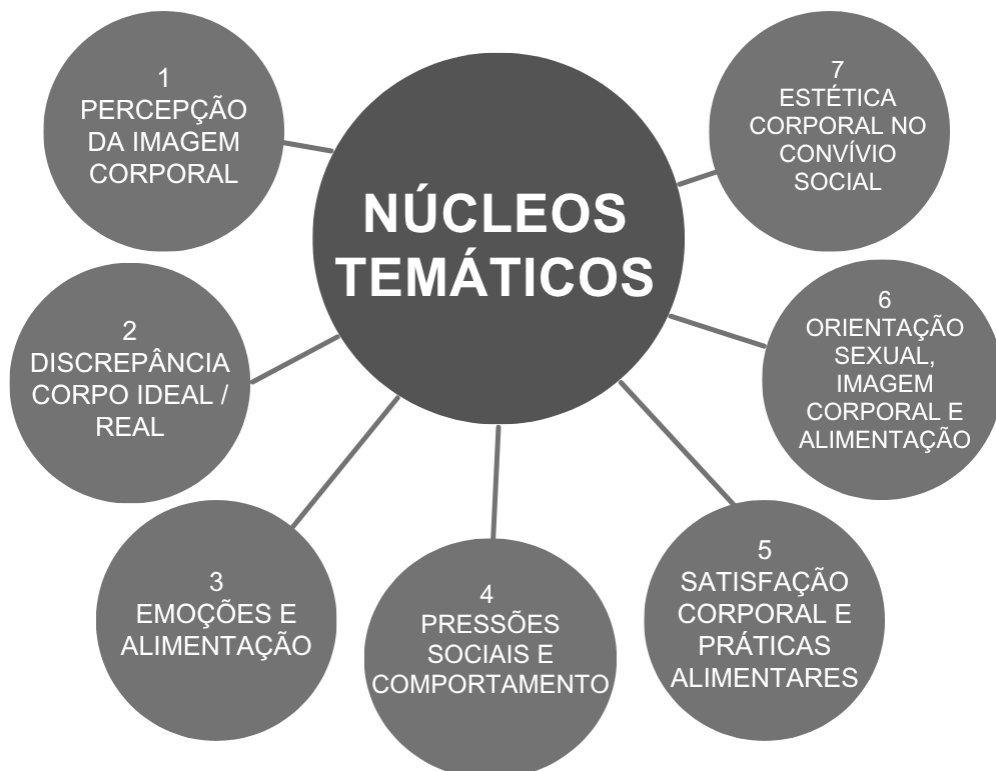 NÚCLEOS
TEMÁTICOS
1
PERCEPÇÃO
DA IMAGEM
CORPORAL
2
DISCREPÂNCIA
CORPO IDEAL /
REAL
3
EMOÇÕES E
ALIMENTAÇÃO
4
PRESSÕES
SOCIAIS E
COMPORTAMENTO
5
SATISFAÇÃO
CORPORAL E
PRÁTICAS
ALIMENTARES
6
ORIENTAÇÃO
SEXUAL,
IMAGEM
CORPORAL E
ALIMENTAÇÃO
7
ESTÉTICA
CORPORAL NO
CONVÍVIO
SOCIAL